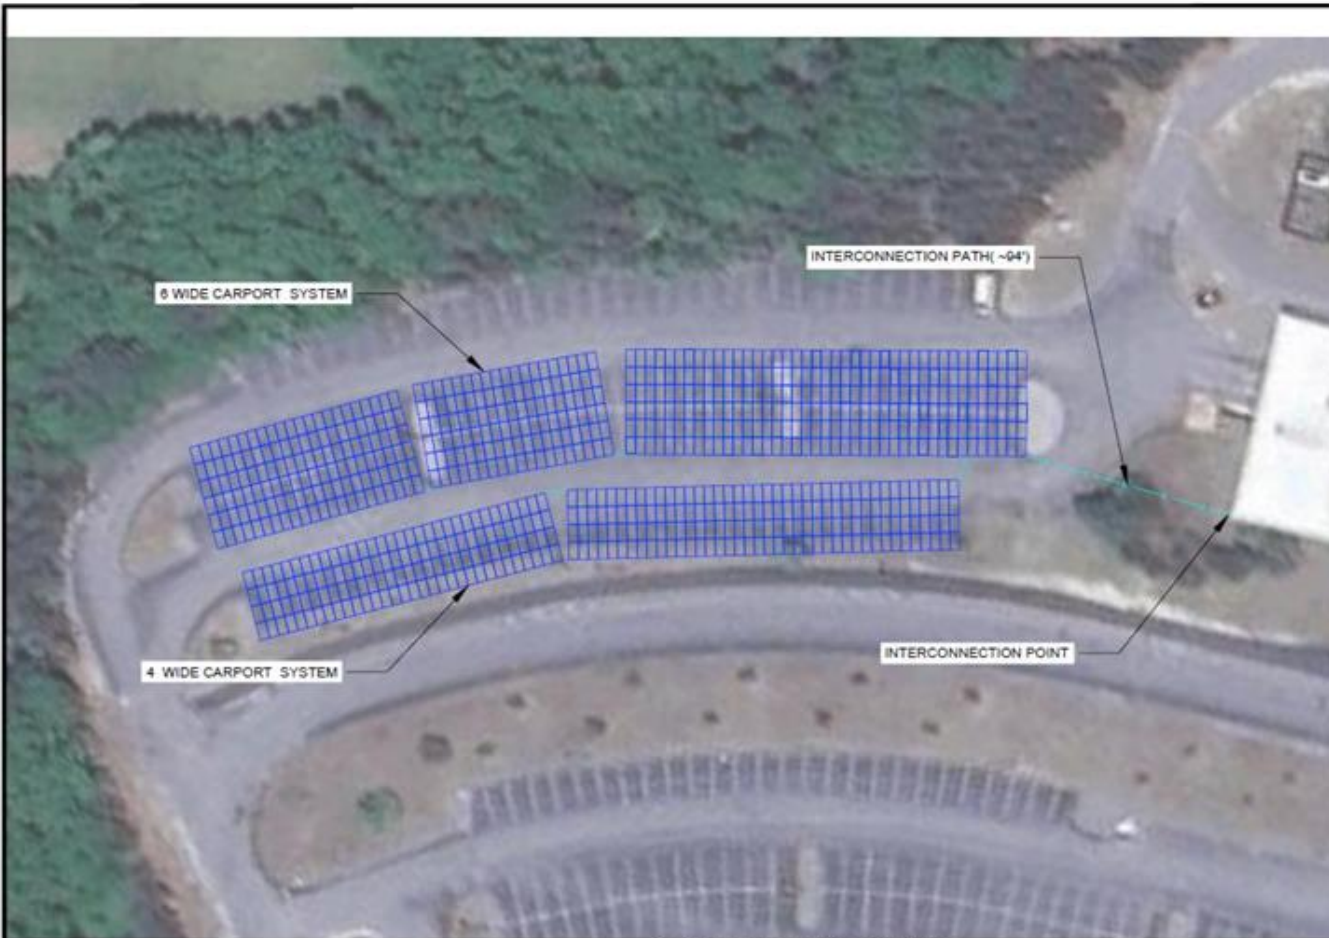 INTERCONNECTION PATH( ~94')
6 WIDE CARPORT  SYSTEM
INTERCONNECTION POINT
4  WIDE CARPORT  SYSTEM